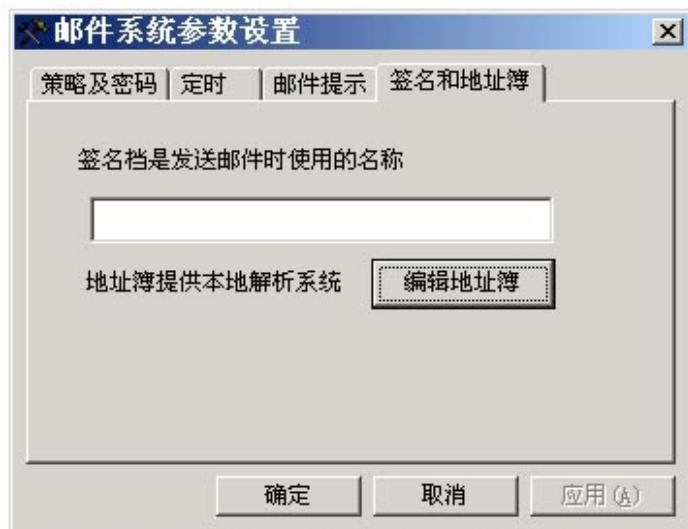 邮件系统参数设置
策略及密码 定时 邮件提示 签名和地址簿
签名档是发送邮件时使用的名称
地址簿提供本地解析系统 编辑地址簿
确定 取消 应用(A)